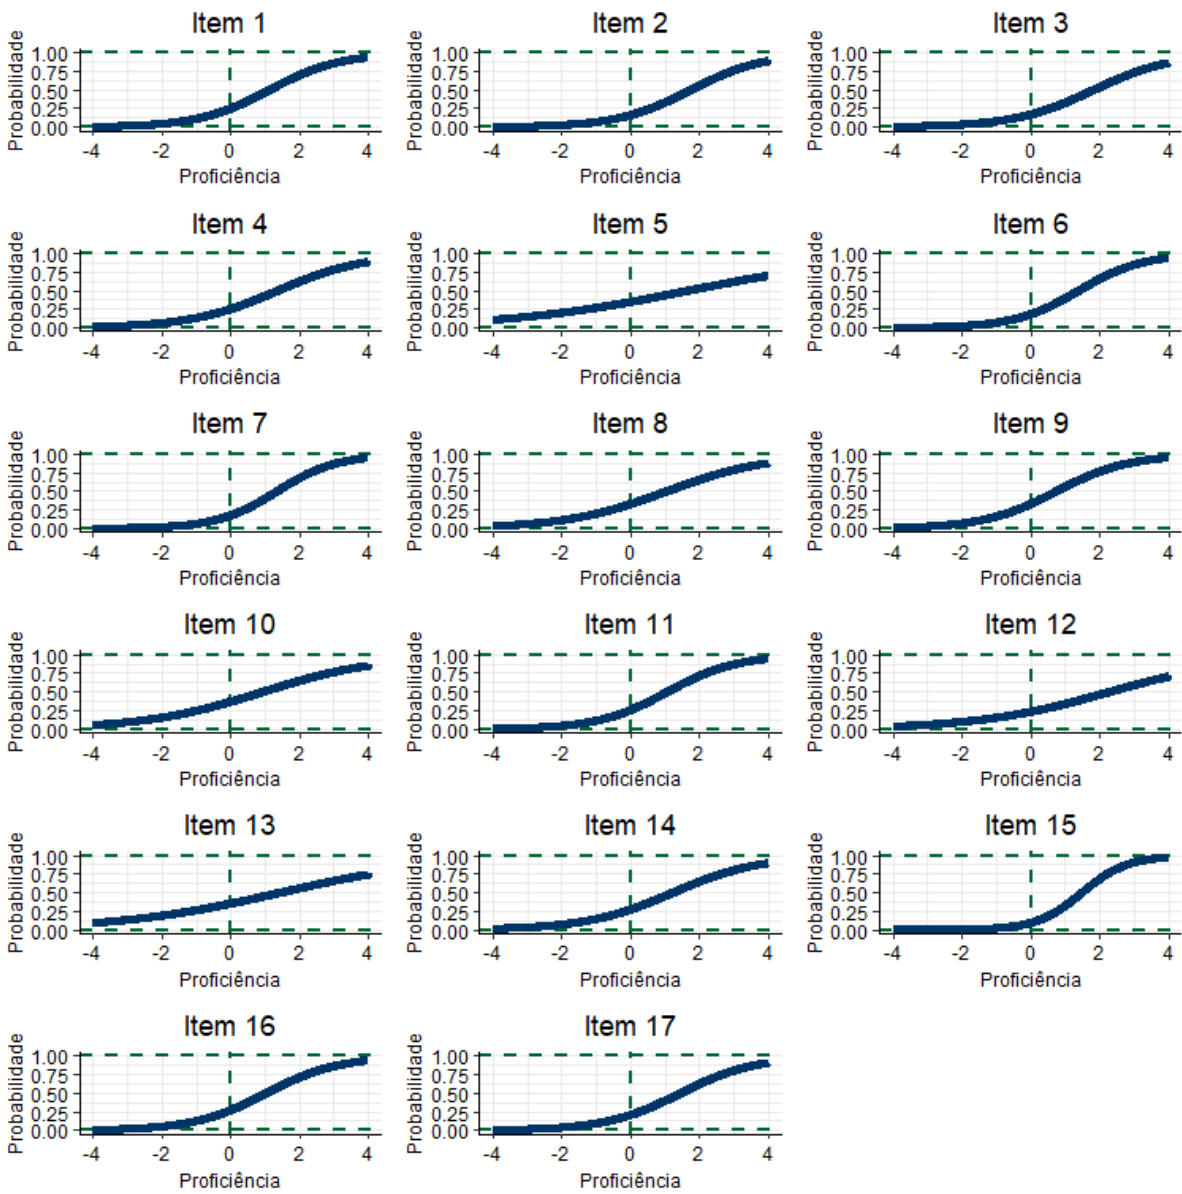 Item 1
Probabilidade
1.00
0.75
0.50
0.25
0.00
-4 -2 0 2 4
Proficiência
Item 2
Probabilidade
1.00
0.75
0.50
0.25
0.00
-4 -2 0 2 4
Proficiência
Item 3
Probabilidade
1.00
0.75
0.50
0.25
0.00
-4 -2 0 2 4
Proficiência
Item 4
Probabilidade
1.00
0.75
0.50
0.25
0.00
-4 -2 0 2 4
Proficiência
Item 5
Probabilidade
1.00
0.75
0.50
0.25
0.00
-4 -2 0 2 4
Proficiência
Item 6
Probabilidade
1.00
0.75
0.50
0.25
0.00
-4 -2 0 2 4
Proficiência
Item 7
Probabilidade
1.00
0.75
0.50
0.25
0.00
-4 -2 0 2 4
Proficiência
Item 8
Probabilidade
1.00
0.75
0.50
0.25
0.00
-4 -2 0 2 4
Proficiência
Item 9
Probabilidade
1.00
0.75
0.50
0.25
0.00
-4 -2 0 2 4
Proficiência
Item 10
Probabilidade
1.00
0.75
0.50
0.25
0.00
-4 -2 0 2 4
Proficiência
Item 11
Probabilidade
1.00
0.75
0.50
0.25
0.00
-4 -2 0 2 4
Proficiência
Item 12
Probabilidade
1.00
0.75
0.50
0.25
0.00
-4 -2 0 2 4
Proficiência
Item 13
Probabilidade
1.00
0.75
0.50
0.25
0.00
-4 -2 0 2 4
Proficiência
Item 14
Probabilidade
1.00
0.75
0.50
0.25
0.00
-4 -2 0 2 4
Proficiência
Item 15
Probabilidade
1.00
0.75
0.50
0.25
0.00
-4 -2 0 2 4
Proficiência
Item 16
Probabilidade
1.00
0.75
0.50
0.25
0.00
-4 -2 0 2 4
Proficiência
Item 17
Probabilidade
1.00
0.75
0.50
0.25
0.00
-4 -2 0 2 4
Proficiência